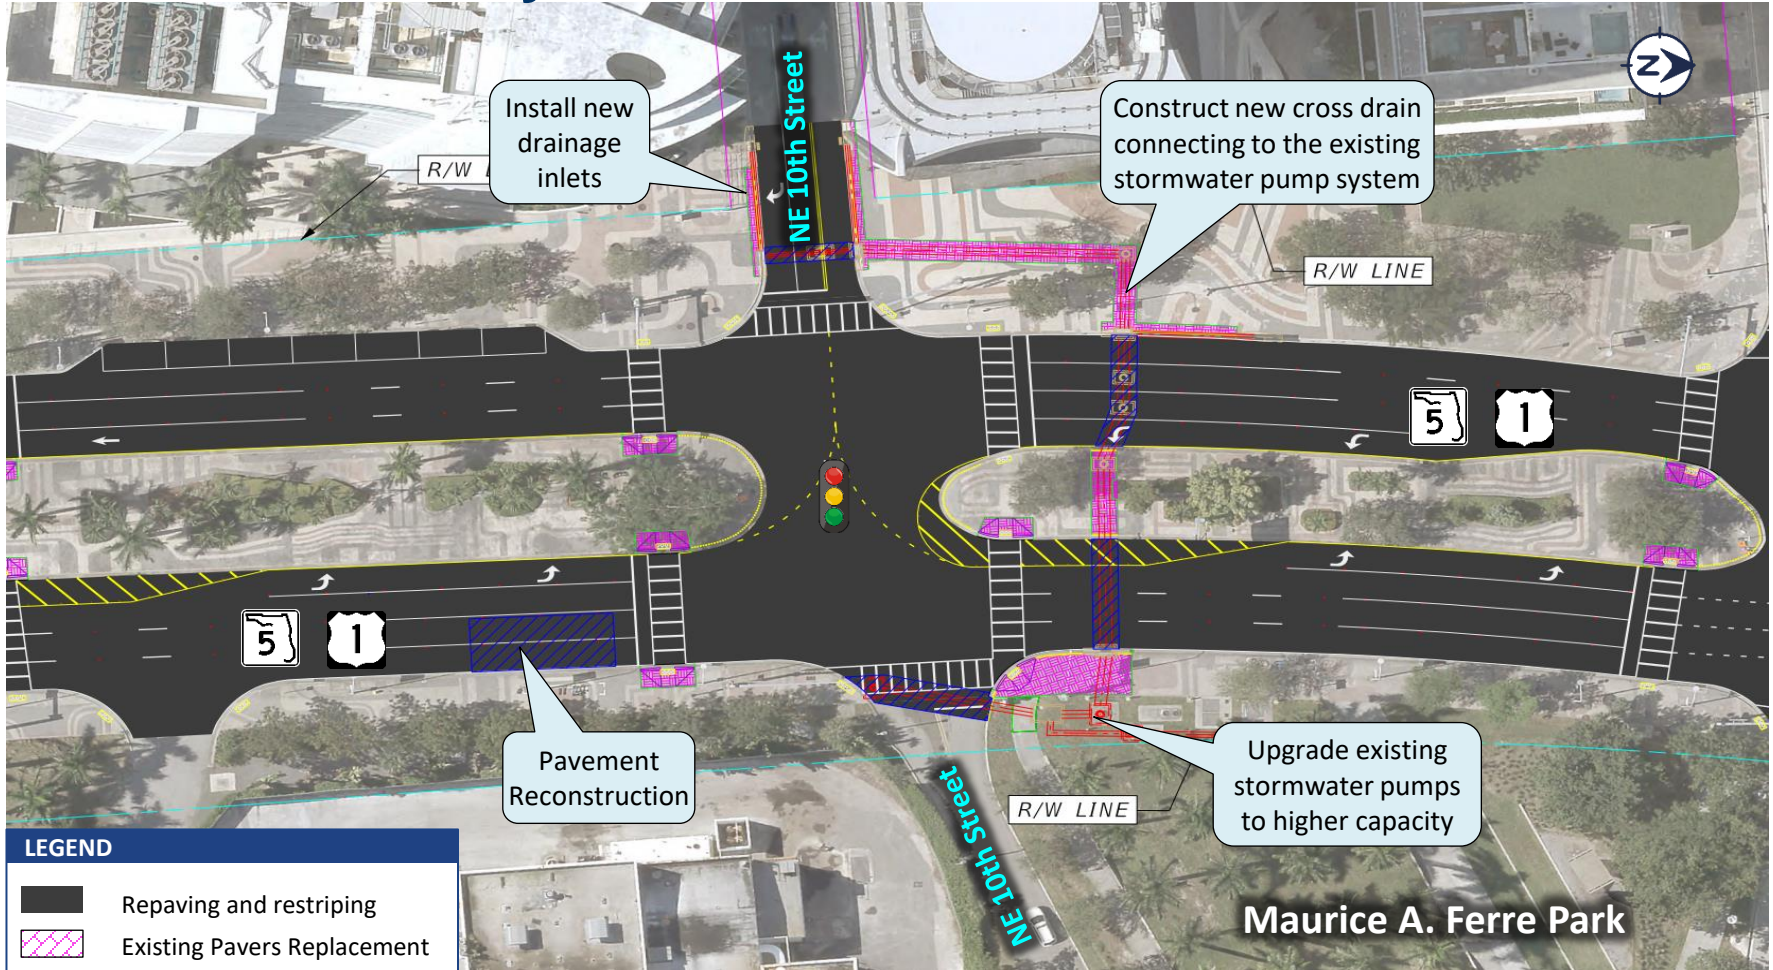 Install new
drainage
inlets
NE 10th Street
Construct new cross drain
connecting to the existing
stormwater pump system
N
R/W
R/W LINE
5
1
5
1
Pavement
Reconstruction
NE 10th Street
R/W LINE
Upgrade existing
stormwater pumps
to higher capacity
Maurice A. Ferre Park
LEGEND
Repaving and restriping
Existing Pavers Replacement